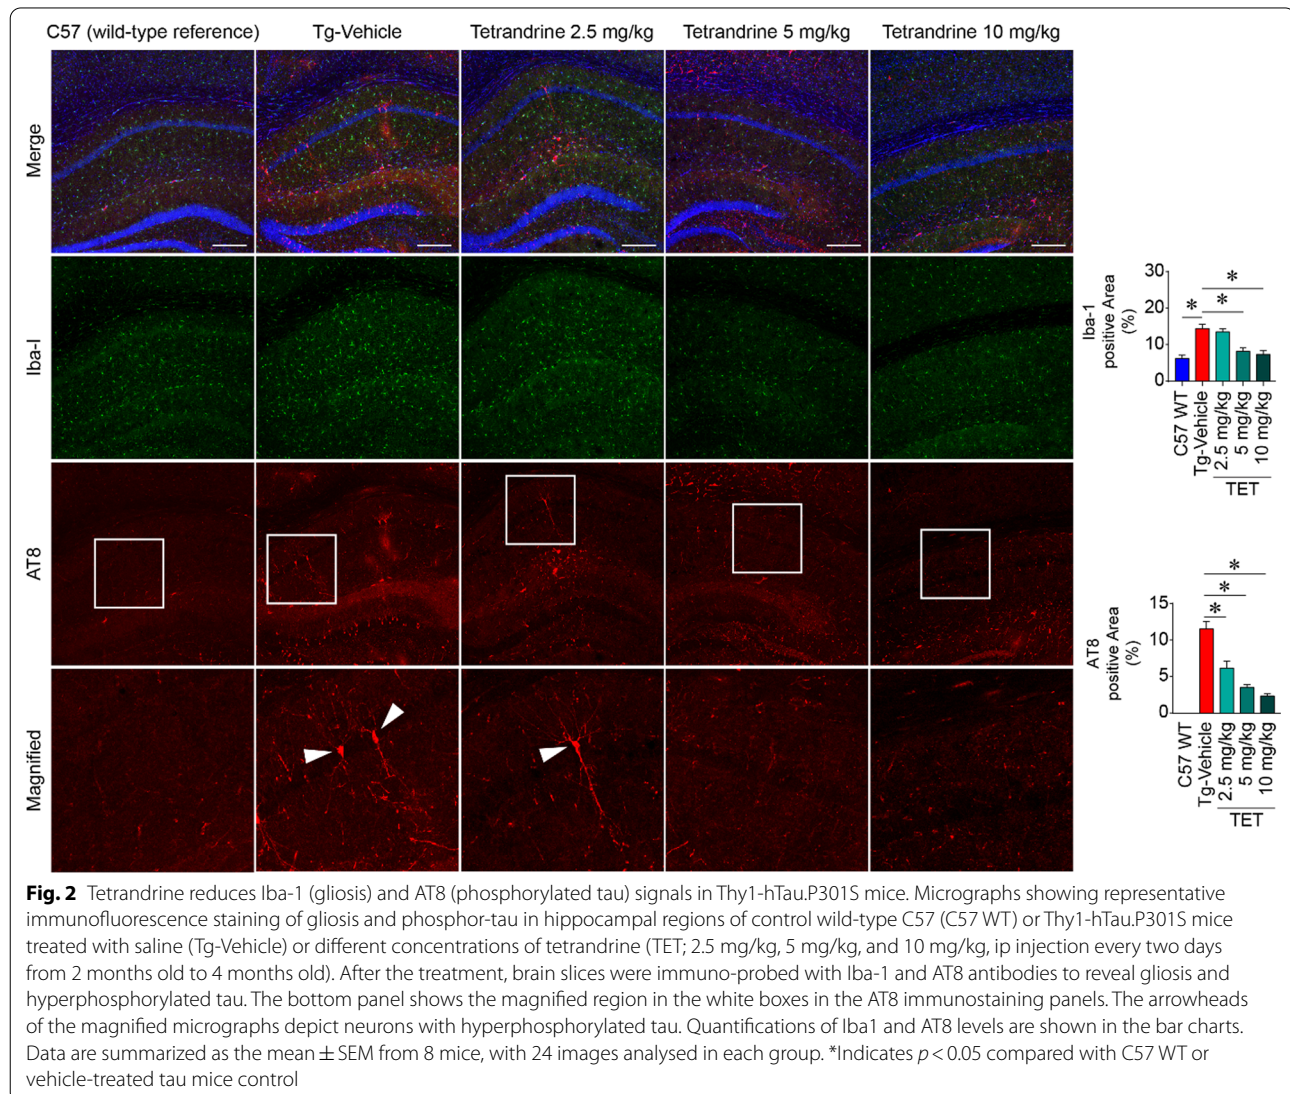 C57 (wild-type reference) Tg-Vehicle Tetrandrine 2.5 mg/kg Tetrandrine 5 mg/kg Tetrandrine 10 mg/kg
Merge
Iba-I
AT8
Magnified
Iba-1
positive Area
(%)
30
20
10
0
* * *
C57 WT
Tg-Vehicle
2.5 mg/kg
5 mg/kg
10 mg/kg
TET
AT8
positive Area
(%)
15
10
5
0
* * *
C57 WT
Tg-Vehicle
2.5 mg/kg
5 mg/kg
10 mg/kg
TET
Fig. 2 Tetrandrine reduces Iba-1 (gliosis) and AT8 (phosphorylated tau) signals in Thy1-hTau.P301S mice. Micrographs showing representative
immunofluorescence staining of gliosis and phosphor-tau in hippocampal regions of control wild-type C57 (C57 WT) or Thy1-hTau.P301S mice
treated with saline (Tg-Vehicle) or different concentrations of tetrandrine (TET; 2.5 mg/kg, 5 mg/kg, and 10 mg/kg, ip injection every two days
from 2 months old to 4 months old). After the treatment, brain slices were immuno-probed with Iba-1 and AT8 antibodies to reveal gliosis and
hyperphosphorylated tau. The bottom panel shows the magnified region in the white boxes in the AT8 immunostaining panels. The arrowheads
of the magnified micrographs depict neurons with hyperphosphorylated tau. Quantifications of Iba1 and AT8 levels are shown in the bar charts.
Data are summarized as the mean ± SEM from 8 mice, with 24 images analysed in each group. *Indicates p < 0.05 compared with C57 WT or
vehicle-treated tau mice control